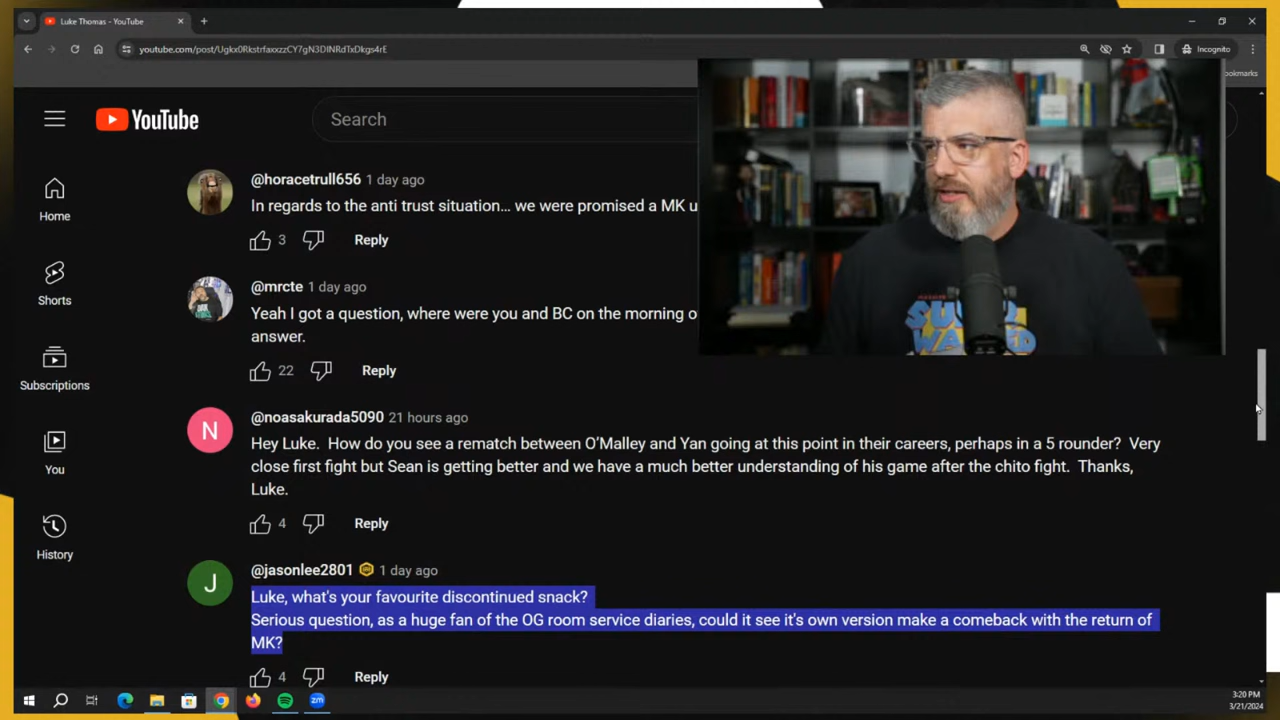 Luke Thomas - YouTube
youtube.com/post/Ugkx0RkstrfaxxzzCY7gN3DINRdTxDkgs4rE
Incognito
ookmarks
YouTube
Search
Home
Shorts
Subscriptions
You
History
@horacetrull656 1 day ago
In regards to the anti trust situation... we were promised a MK u
3 Reply
@mrcte 1 day ago
Yeah I got a question, where were you and BC on the morning o
answer.
22 Reply
N
@noasakurada5090 21 hours ago
Hey Luke. How do you see a rematch between O'Malley and Yan going at this point in their careers, perhaps in a 5 rounder? Very
close first fight but Sean is getting better and we have a much better understanding of his game after the chito fight. Thanks,
Luke.
4 Reply
J
@jasonlee2801 1 day ago
Luke, what's your favourite discontinued snack?
Serious question, as a huge fan of the OG room service diaries, could it see it's own version make a comeback with the return of
MK?
4 Reply
zm
3:20 PM
3/21/2024